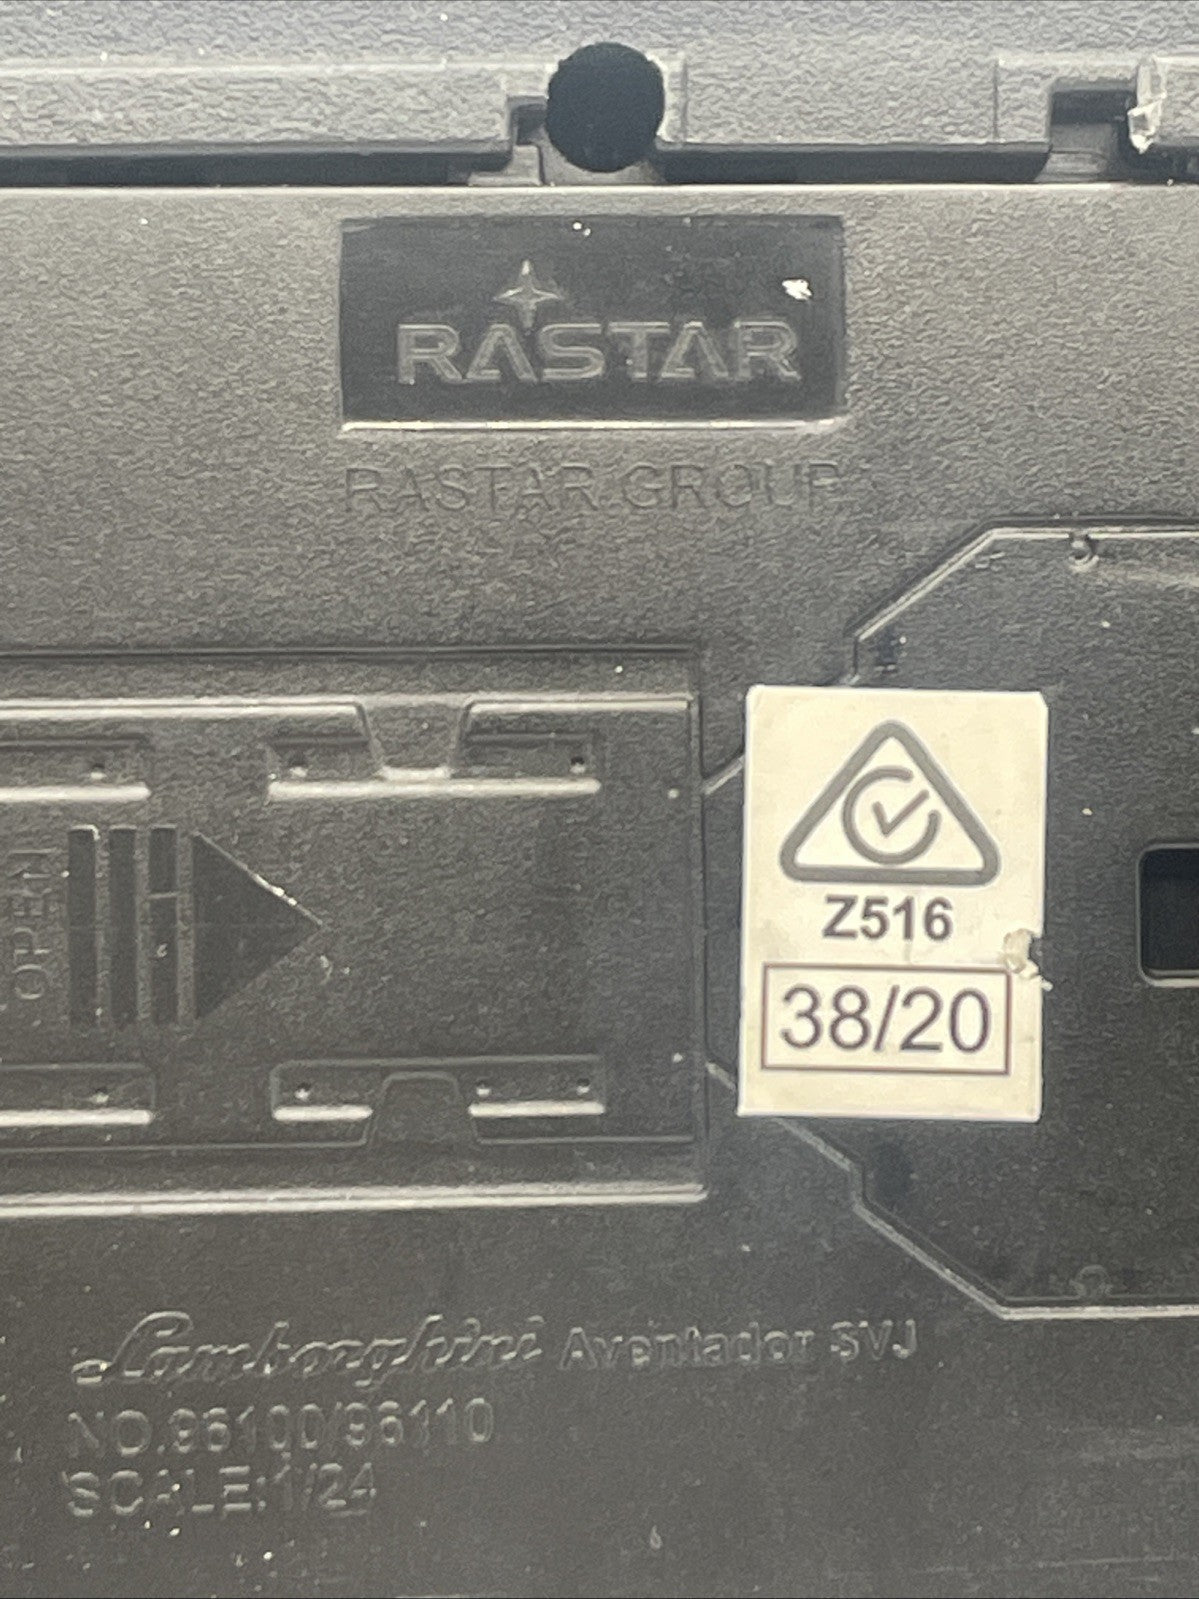 RASTAR
RASTAR GROUP
OPEN
Z516
38/20
Lamborghini Aventador SVJ
NO.96100/96110
SCALE:1/24